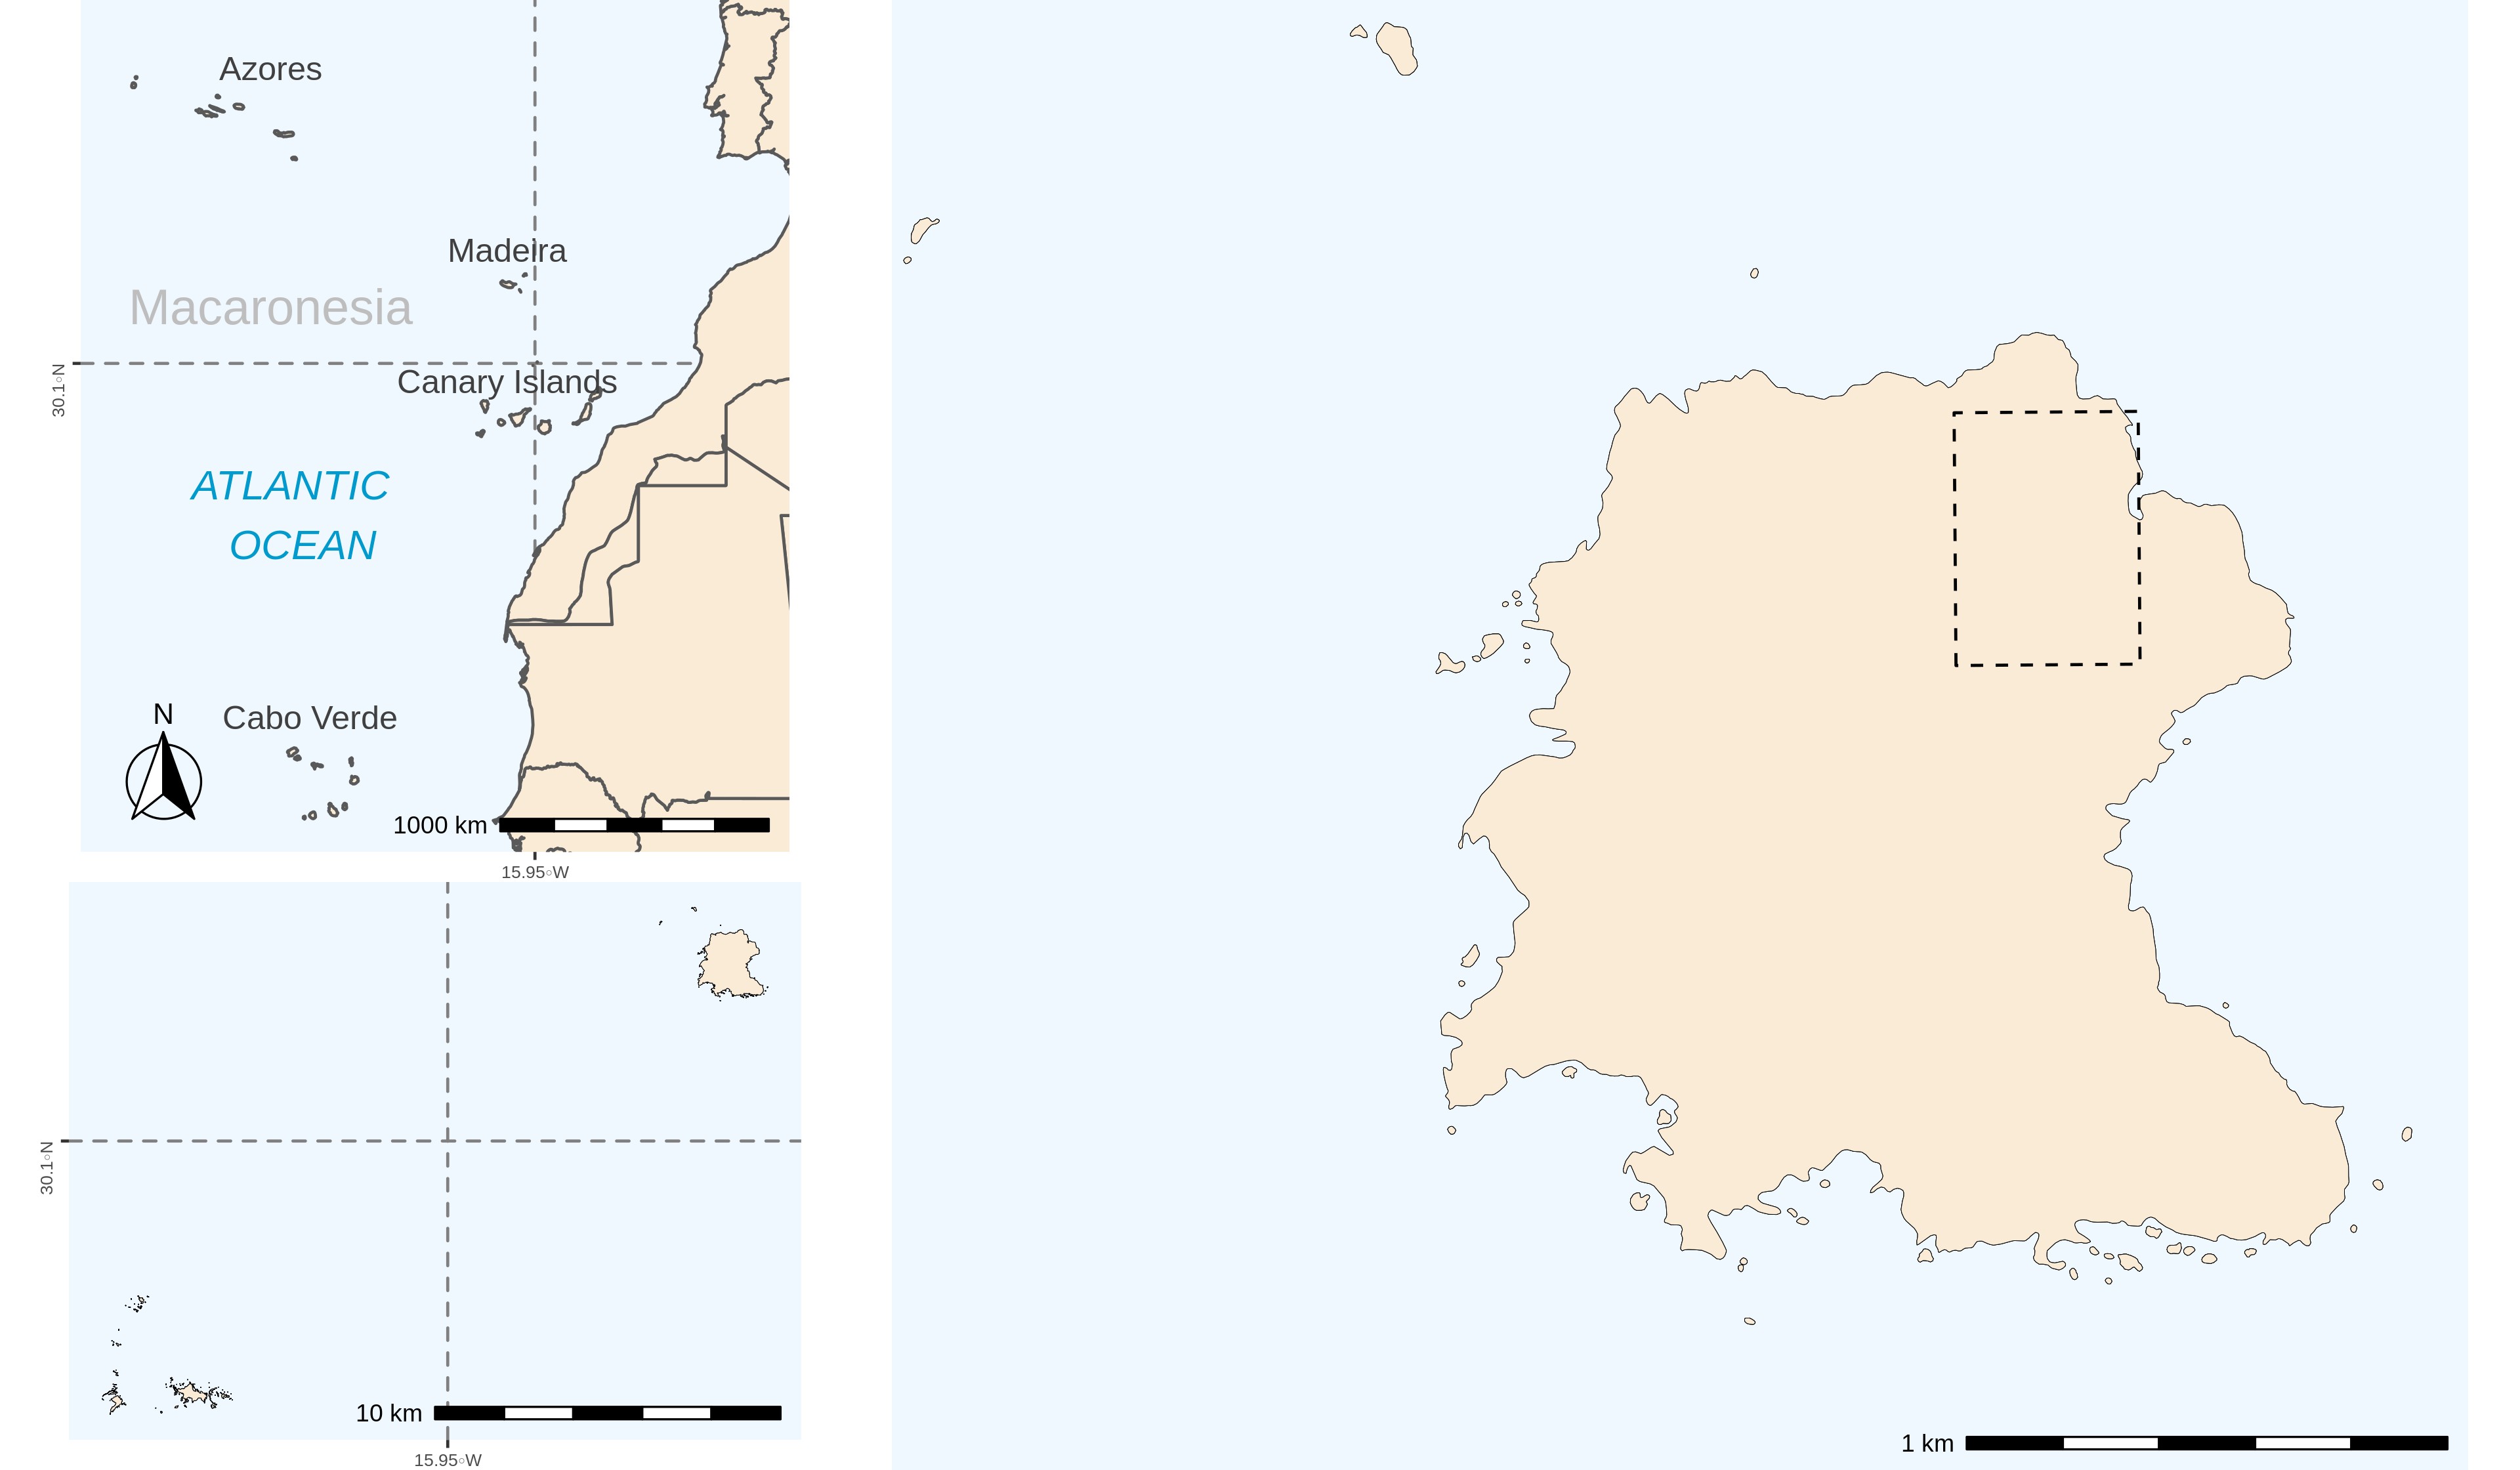 Azores
Madeira
Macaronesia
30.1◦N
Canary Islands
ATLANTIC
OCEAN
N
Cabo Verde
1000 km
15.95◦W
30.1◦N
10 km
15.95◦W
1 km